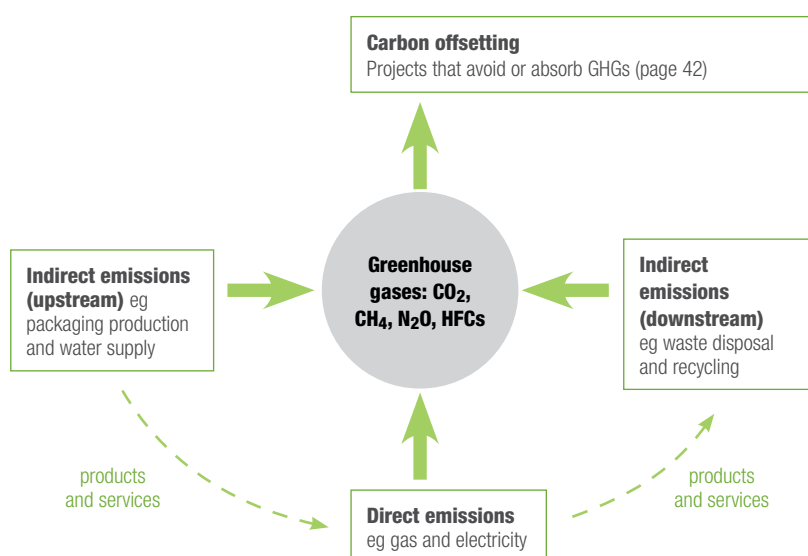 Carbon offsetting
Projects that avoid or absorb GHGs (page 42)
Indirect emissions
(upstream) eg
packaging production
and water supply
Greenhouse
gases: CO₂,
CH₄, N₂O, HFCs
Indirect
emissions
(downstream)
eg waste disposal
and recycling
products
and services
Direct emissions
eg gas and electricity
products
and services